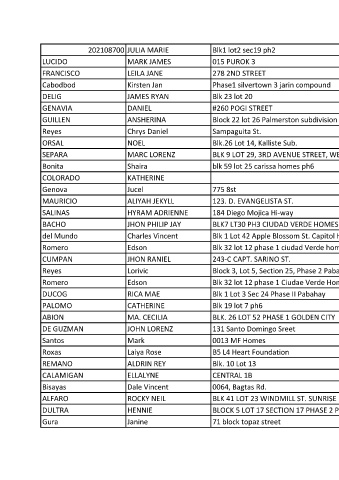 202108700 JULIA MARIE Blk1 lot2 sec19 ph2
LUCIDO MARK JAMES 015 PUROK 3
FRANCISCO LEILA JANE 278 2ND STREET
Cabodbod Kirsten Jan Phase1 silvertown 3 jarin compound
DELIG JAMES RYAN Blk 23 lot 20
GENAVIA DANIEL #260 POGI STREET
GUILLEN ANSHERINA Block 22 lot 26 Palmerston subdivision
Reyes Chrys Daniel Sampaguita St.
ORSAL NOEL Blk.26 Lot 14, Kalliste Sub.
SEPARA MARC LORENZ BLK 9 LOT 29, 3RD AVENUE STREET, WE
Bonita Shaira blk 59 lot 25 carissa homes ph6
COLORADO KATHERINE
Genova Jucel 775 8st
MAURICIO ALIYAH JEKYLL 123. D. EVANGELISTA ST.
SALINAS HYRAM ADRIENNE 184 Diego Mojica Hi-way
BACHO JHON PHILIP JAY BLK7 LT30 PH3 CIUDAD VERDE HOMES
del Mundo Charles Vincent Blk 1 Lot 42 Apple Blossom St. Capitol H
Romero Edson Blk 32 lot 12 phase 1 ciudad Verde hom
CUMPAN JHON RANIEL 243-C CAPT. SARINO ST.
Reyes Lorivic Block 3, Lot 5, Section 25, Phase 2 Paba
Romero Edson Blk 32 lot 12 phase 1 Ciudae Verde Hom
DUCOG RICA MAE Blk 1 Lot 3 Sec 24 Phase II Pabahay
PALOMO CATHERINE Blk 19 lot 7 ph6
ABION MA. CECILIA BLK. 26 LOT 52 PHASE 1 GOLDEN CITY
DE GUZMAN JOHN LORENZ 131 Santo Domingo Sreet
Santos Mark 0013 MF Homes
Roxas Laiya Rose B5 L4 Heart Foundation
REMANO ALDRIN REY Blk. 10 Lot 13
CALAMIGAN ELLALYNE CENTRAL 1B
Bisayas Dale Vincent 0064, Bagtas Rd.
ALFARO ROCKY NEIL BLK 41 LOT 23 WINDMILL ST. SUNRISE
DULTRA HENNIE BLOCK 5 LOT 17 SECTION 17 PHASE 2 P
Gura Janine 71 block topaz street